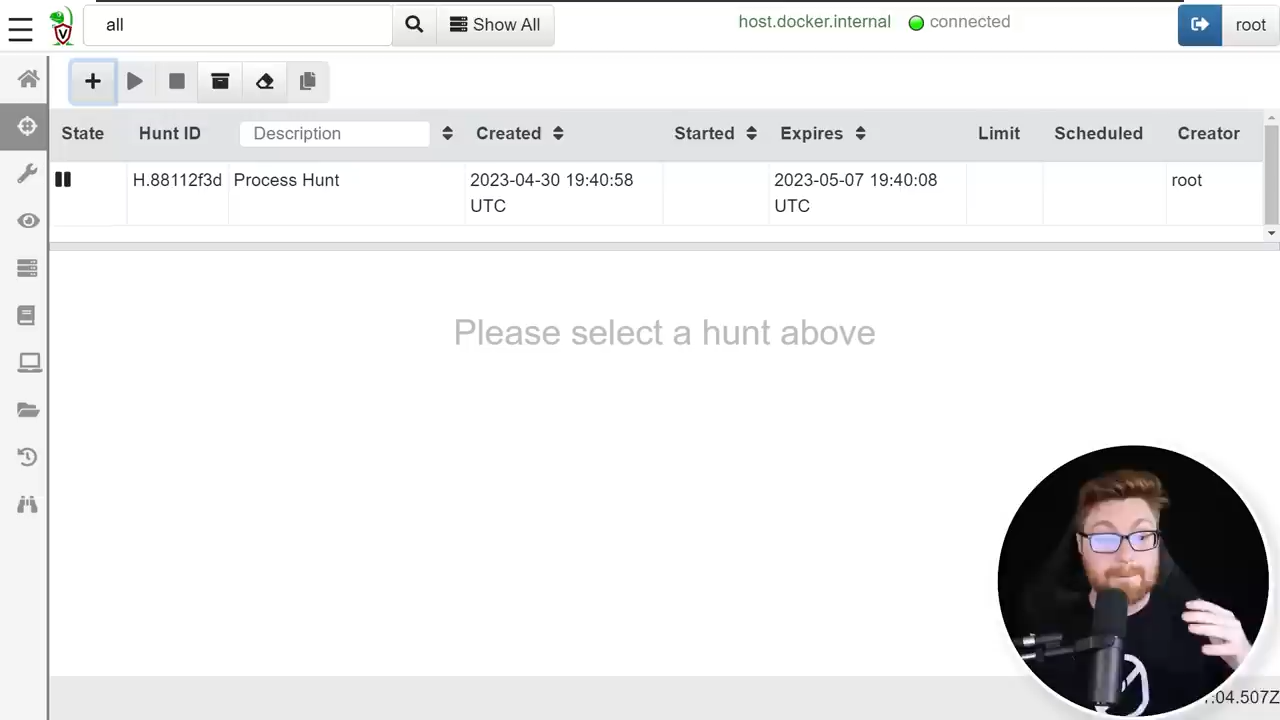 all
Show All
host.docker.internal
connected
root
State
Hunt ID
Description
Created
Started
Expires
Limit
Scheduled
Creator
H.88112f3d
Process Hunt
2023-04-30 19:40:58
UTC
2023-05-07 19:40:08
UTC
root
Please select a hunt above
:04.507Z